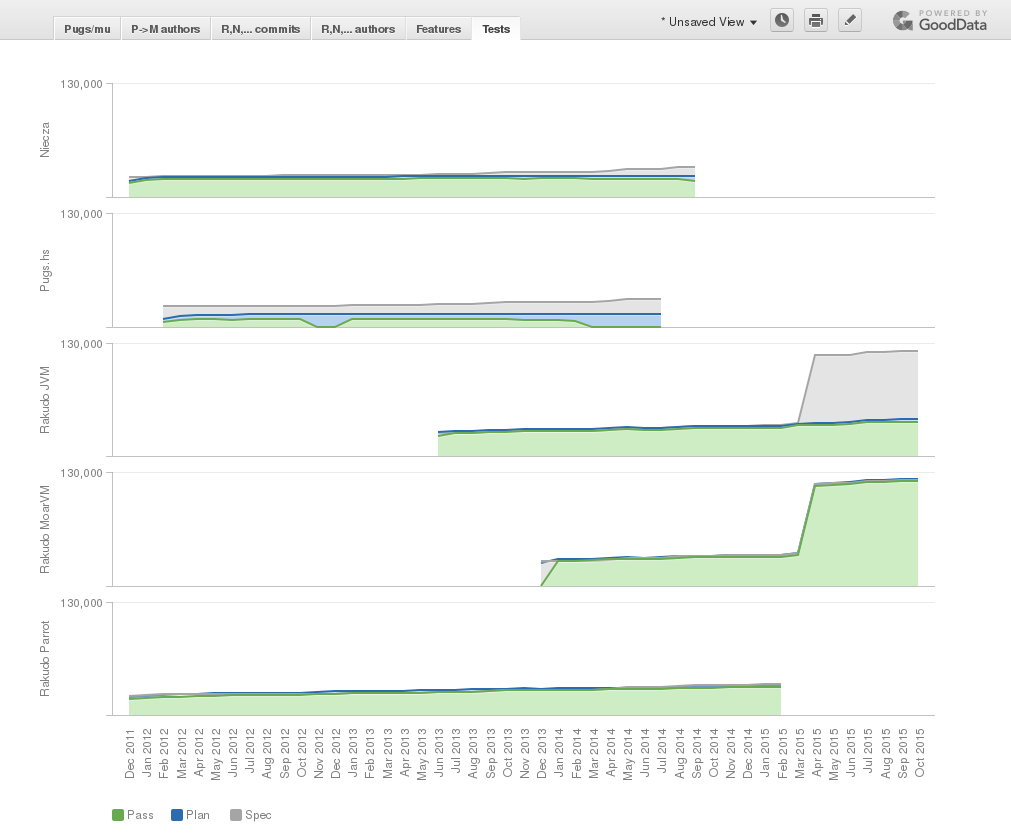 Pugs/mu P->M authors R,N,... commits R,N,... authors Features Tests * Unsaved View POWERED BY
GoodData
130,000
Niecza
130,000
Pugs.hs
130,000
Rakudo JVM
130,000
Rakudo MoarVM
130,000
Rakudo Parrot
Dec 2011 Jan 2012 Feb 2012 Mar 2012 Apr 2012 May 2012 Jun 2012 Jul 2012 Aug 2012 Sep 2012 Oct 2012 Nov 2012 Dec 2012 Jan 2013 Feb 2013 Mar 2013 Apr 2013 May 2013 Jun 2013 Jul 2013 Aug 2013 Sep 2013 Oct 2013 Nov 2013 Dec 2013 Jan 2014 Feb 2014 Mar 2014 Apr 2014 May 2014 Jun 2014 Jul 2014 Aug 2014 Sep 2014 Oct 2014 Nov 2014 Dec 2014 Jan 2015 Feb 2015 Mar 2015 Apr 2015 May 2015 Jun 2015 Jul 2015 Aug 2015 Sep 2015 Oct 2015
Pass Plan Spec